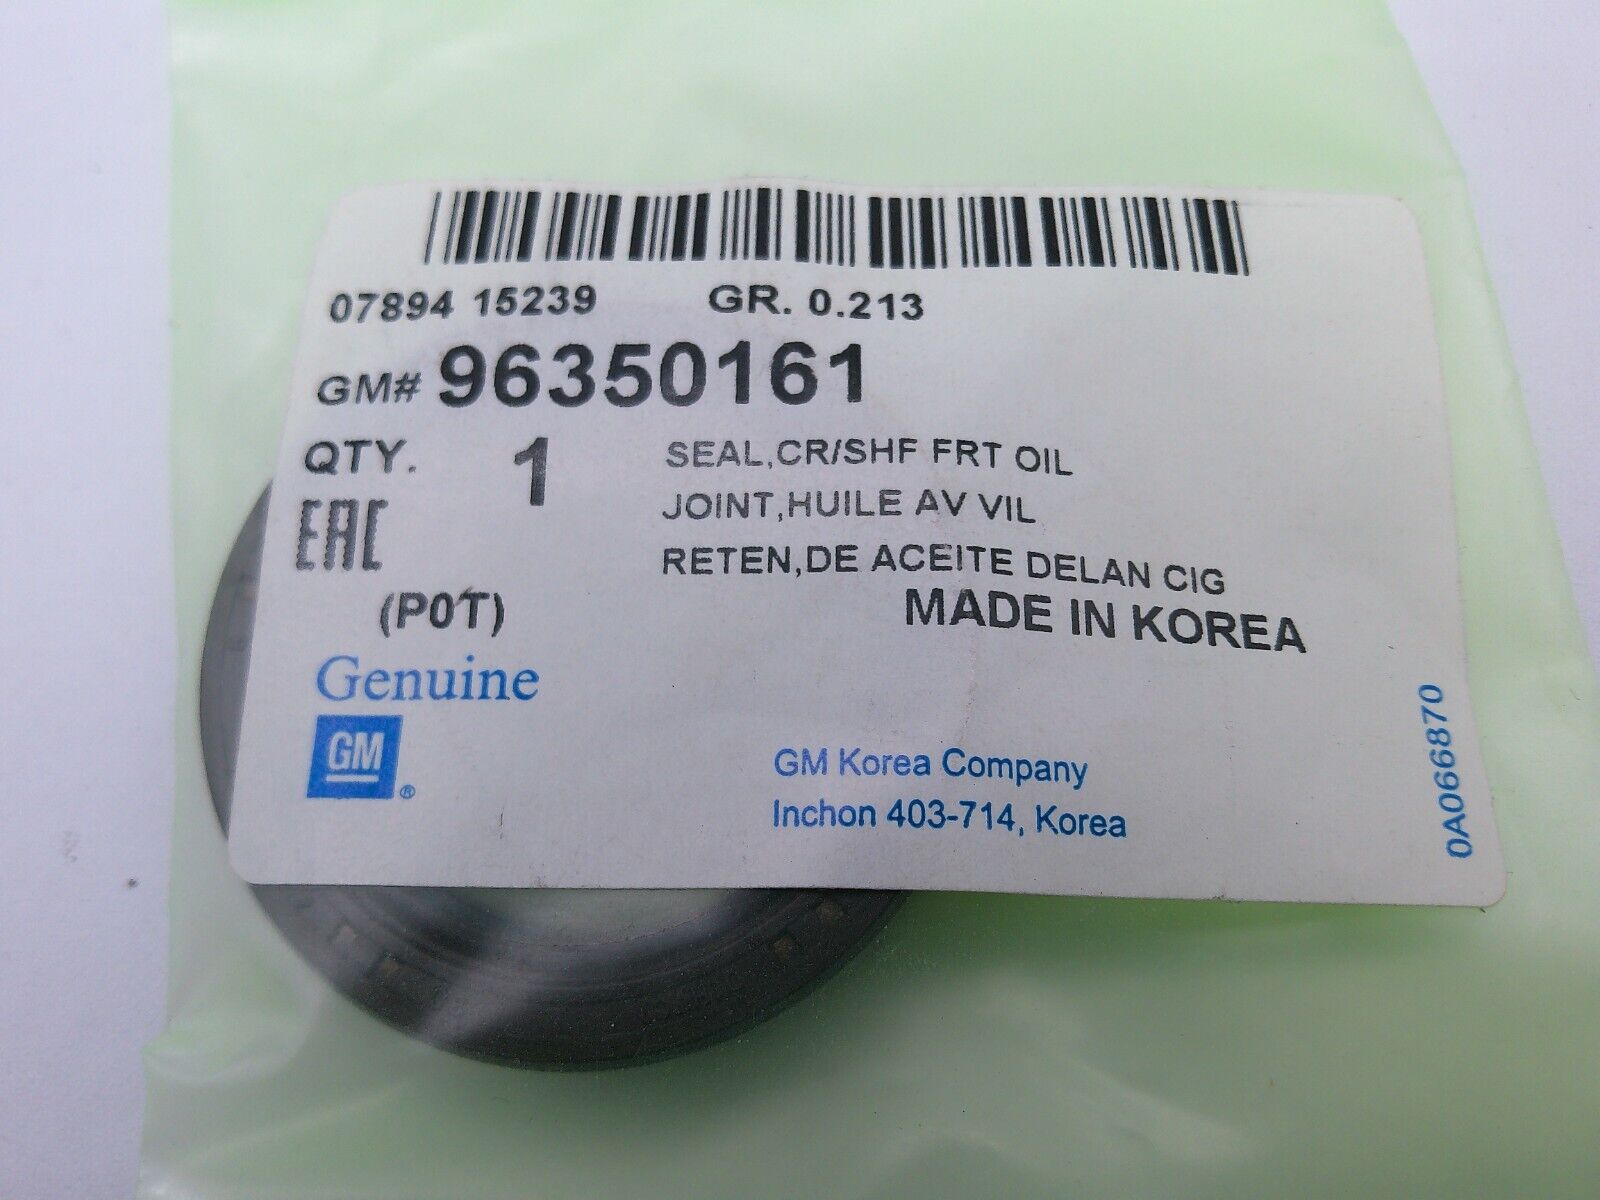 07894 15239 GR. 0.213
GM# 96350161
QTY. 1 SEAL,CR/SHF FRT OIL
JOINT,HUILE AV VIL
EAC
RETEN,DE ACEITE DELAN CIG
(P0T) MADE IN KOREA
Genuine
GM ®
GM Korea Company
Inchon 403-714, Korea
0A066870